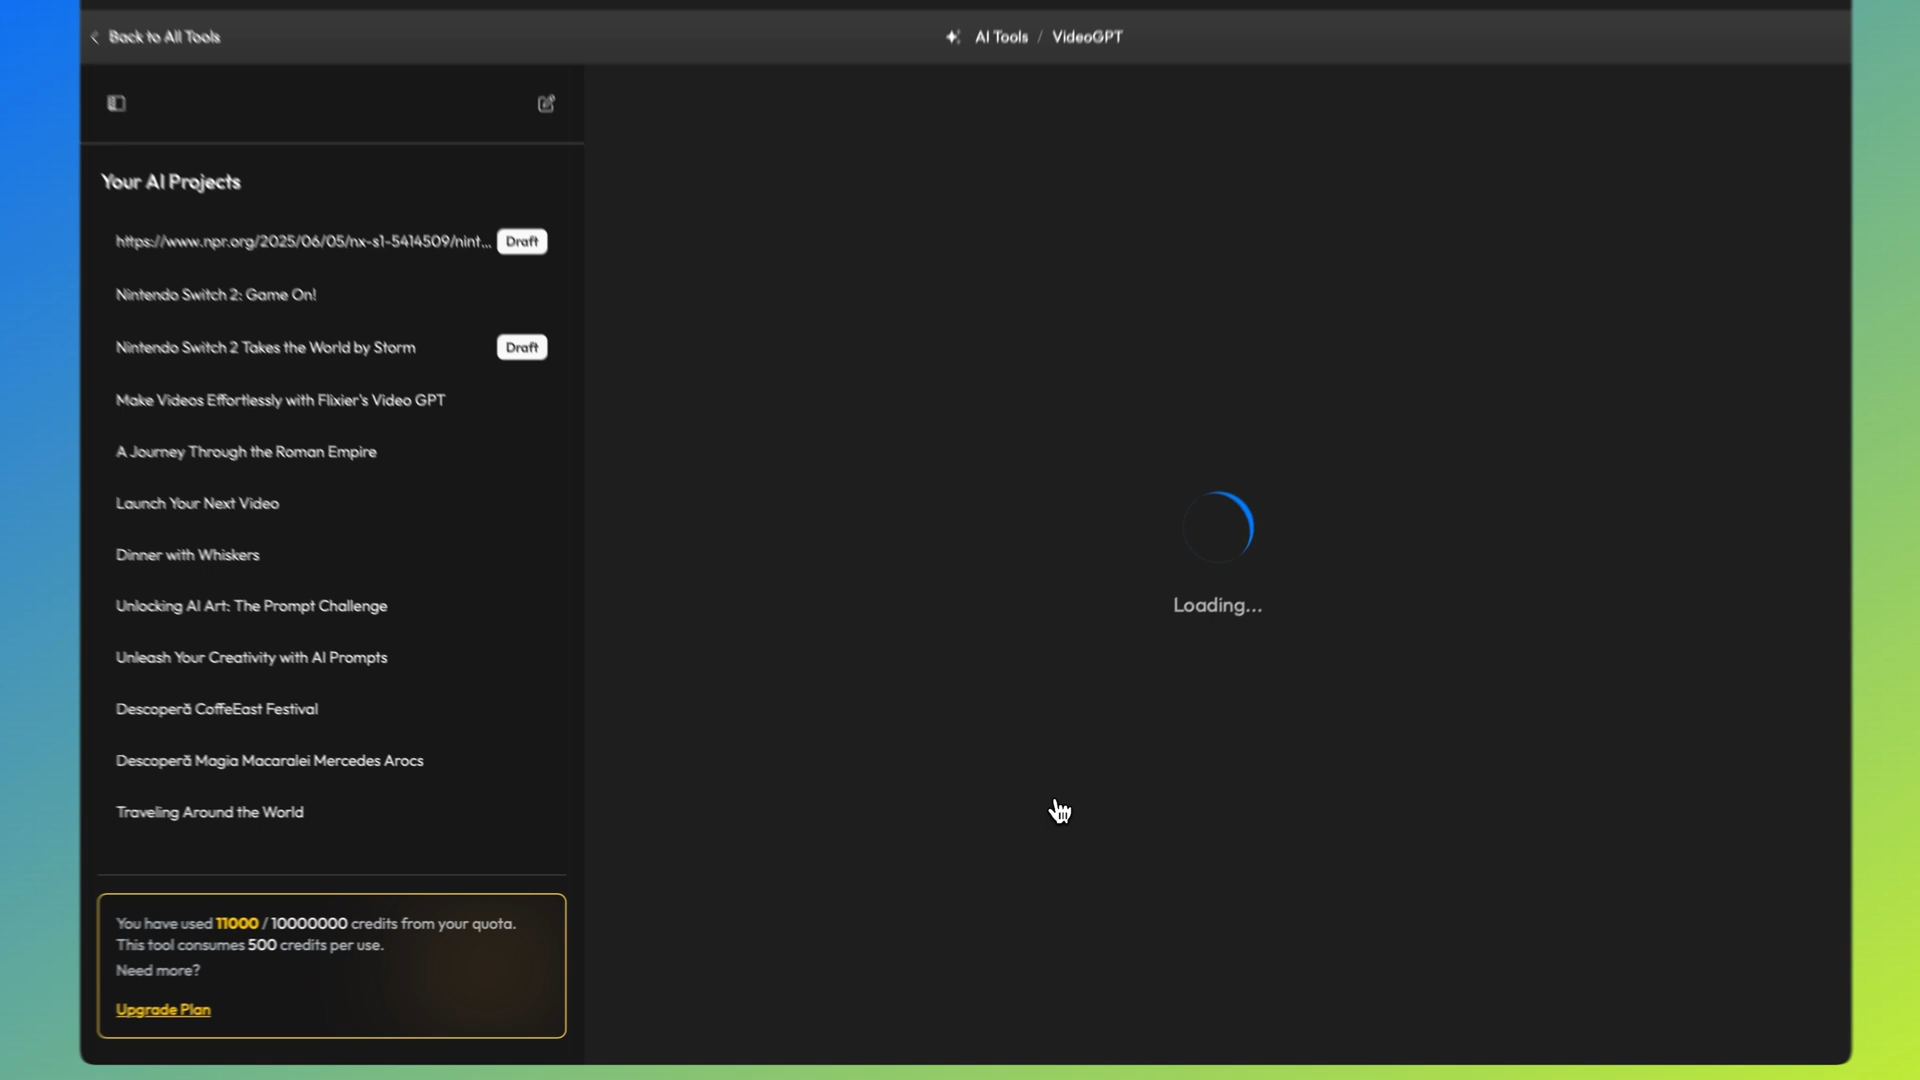 Back to All Tools
AI Tools / VideoGPT
Your AI Projects
https://www.npr.org/2025/06/05/nx-s1-5414509/nint... Draft
Nintendo Switch 2: Game On!
Nintendo Switch 2 Takes the World by Storm Draft
Make Videos Effortlessly with Flixier's Video GPT
A Journey Through the Roman Empire
Launch Your Next Video
Dinner with Whiskers
Unlocking AI Art: The Prompt Challenge
Unleash Your Creativity with AI Prompts
Descoperă CoffeEast Festival
Descoperă Magia Macaralei Mercedes Arocs
Traveling Around the World
You have used 11000 / 10000000 credits from your quota.
This tool consumes 500 credits per use.
Need more?
Upgrade Plan
Loading...